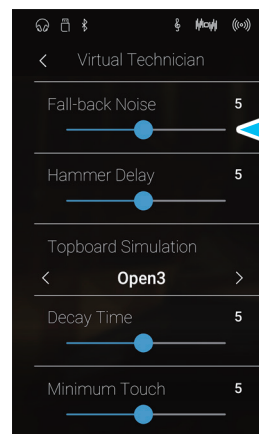 Virtual Technician
Fall-back Noise 5
Hammer Delay 5
Topboard Simulation
< Open3 >
Decay Time 5
Minimum Touch 5